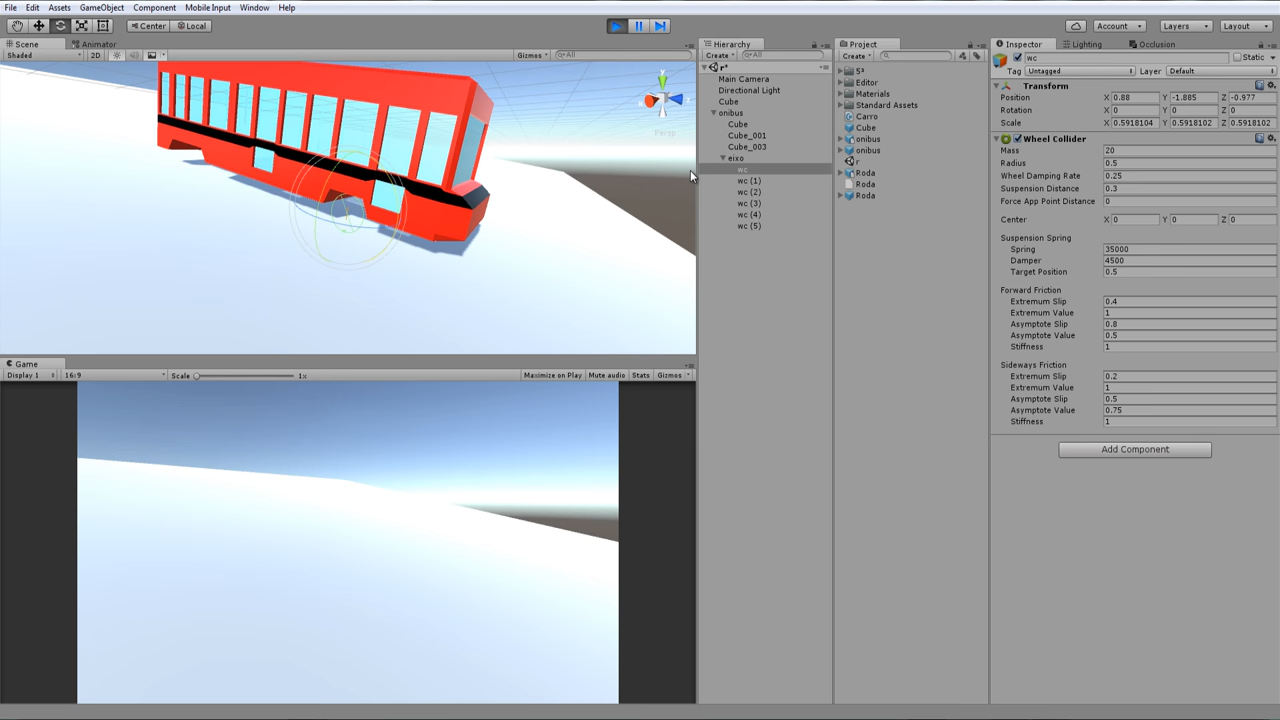 File Edit Assets GameObject Component Mobile Input Window Help
Center Local Account Layers Layout
Scene Animator
Shaded 2D Gizmos All
y
x
Persp
Game
Display 1 16:9 Scale 1x Maximize on Play Mute audio Stats Gizmos
Hierarchy
Create All
r*
Main Camera
Directional Light
Cube
onibus
Cube
Cube_001
Cube_003
eixo
wc
wc (1)
wc (2)
wc (3)
wc (4)
wc (5)
Project
Create
Editor
Materials
Standard Assets
Carro
Cube
onibus
onibus
r
Roda
Roda
Roda
Inspector Lighting Occlusion
wc Static
Tag Untagged Layer Default
Transform
Position X 0.88 Y -1.885 Z -0.977
Rotation X 0 Y 0 Z 0
Scale X 0.5918104 Y 0.5918102 Z 0.5918102
Wheel Collider
Mass 20
Radius 0.5
Wheel Damping Rate 0.25
Suspension Distance 0.3
Force App Point Distance 0
Center X 0 Y 0 Z 0
Suspension Spring
Spring 35000
Damper 4500
Target Position 0.5
Forward Friction
Extremum Slip 0.4
Extremum Value 1
Asymptote Slip 0.8
Asymptote Value 0.5
Stiffness 1
Sideways Friction
Extremum Slip 0.2
Extremum Value 1
Asymptote Slip 0.5
Asymptote Value 0.75
Stiffness 1
Add Component